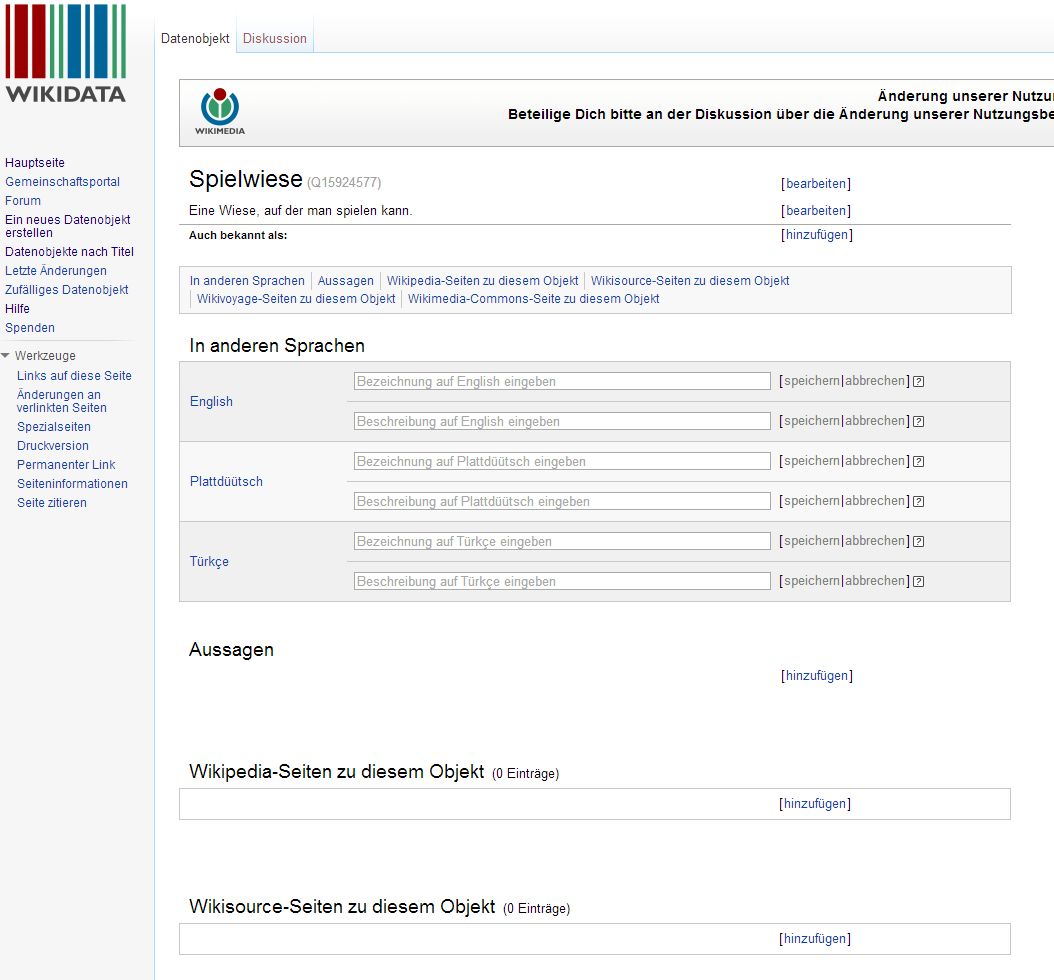 WIKIDATA
Hauptseite
Gemeinschaftsportal
Forum
Ein neues Datenobjekt
erstellen
Datenobjekte nach Titel
Letzte Änderungen
Zufälliges Datenobjekt
Hilfe
Spenden
Werkzeuge
Links auf diese Seite
Änderungen an
verlinkten Seiten
Spezialseiten
Druckversion
Permanenter Link
Seiteninformationen
Seite zitieren
Datenobjekt Diskussion
WIKIMEDIA
Änderung unserer Nutzu
Beteilige Dich bitte an der Diskussion über die Änderung unserer Nutzungsbe
Spielwiese (Q15924577) [bearbeiten]
Eine Wiese, auf der man spielen kann. [bearbeiten]
Auch bekannt als: [hinzufügen]
In anderen Sprachen Aussagen Wikipedia-Seiten zu diesem Objekt Wikisource-Seiten zu diesem Objekt
Wikivoyage-Seiten zu diesem Objekt Wikimedia-Commons-Seite zu diesem Objekt
In anderen Sprachen
English
Bezeichnung auf English eingeben [speichern|abbrechen] ?
Beschreibung auf English eingeben [speichern|abbrechen] ?
Plattdüütsch
Bezeichnung auf Plattdüütsch eingeben [speichern|abbrechen] ?
Beschreibung auf Plattdüütsch eingeben [speichern|abbrechen] ?
Türkçe
Bezeichnung auf Türkçe eingeben [speichern|abbrechen] ?
Beschreibung auf Türkçe eingeben [speichern|abbrechen] ?
Aussagen
[hinzufügen]
Wikipedia-Seiten zu diesem Objekt (0 Einträge)
[hinzufügen]
Wikisource-Seiten zu diesem Objekt (0 Einträge)
[hinzufügen]